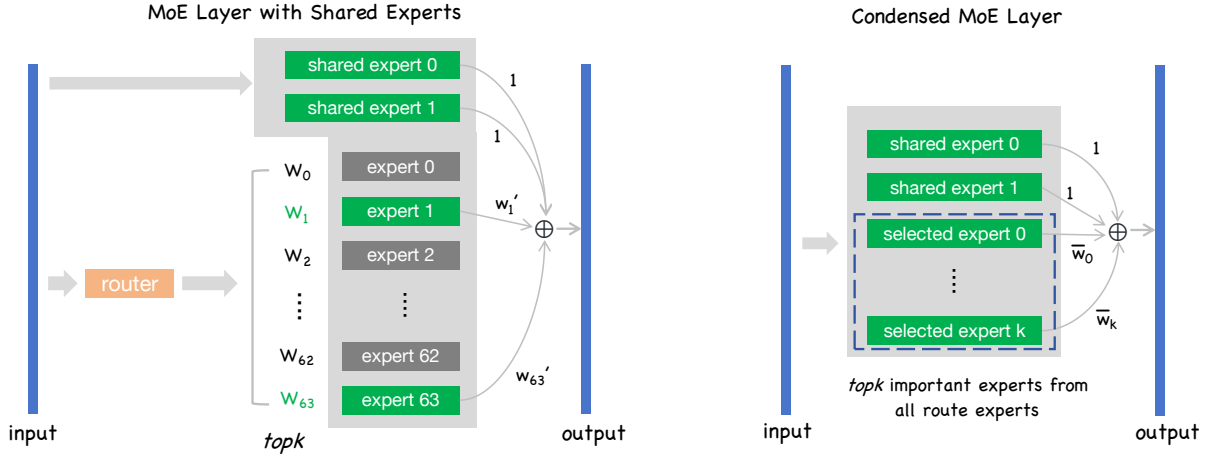 MoE Layer with Shared Experts
shared expert 0
shared expert 1
1
1
W₀
expert 0
W₁
expert 1
w₁′
W₂
expert 2
router
W₆₂
expert 62
W₆₃
expert 63
w₆₃′
input
topk
output
Condensed MoE Layer
shared expert 0
1
shared expert 1
1
selected expert 0
w̅₀
selected expert k
w̅ₖ
topk important experts from
all route experts
input
output